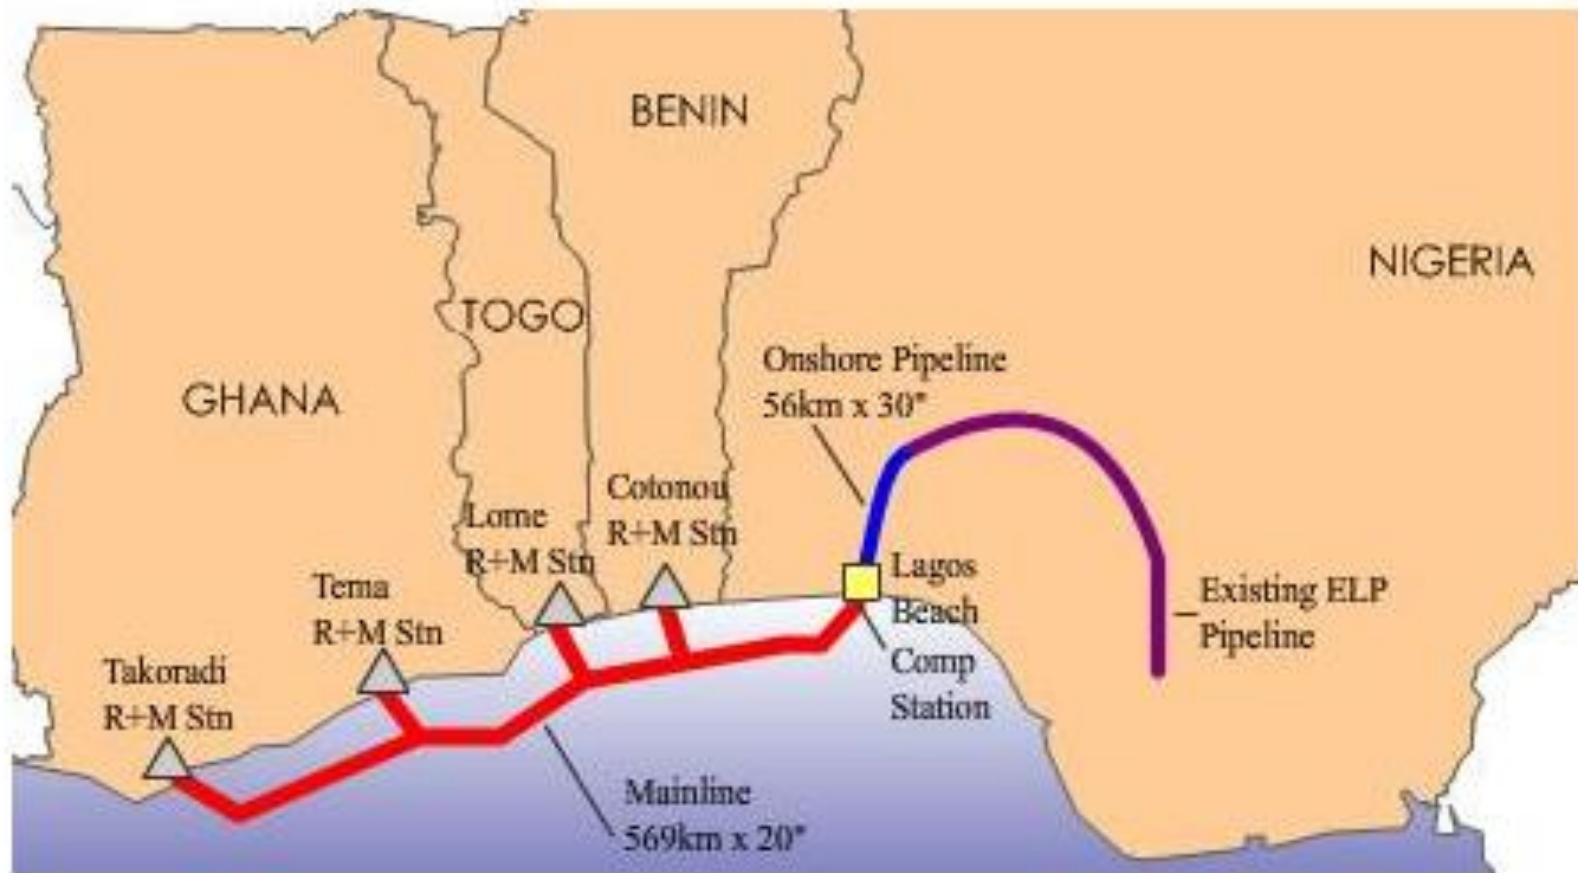 BENIN
NIGERIA
TOGO
Onshore Pipeline
56km x 30"
GHANA
Cotonou
R+M Stn
Lome
R+M Stn
Lagos
Beach
Tema
R+M Stn
Existing ELP
Pipeline
Comp
Station
Takoradi
R+M Stn
Mainline
569km x 20"